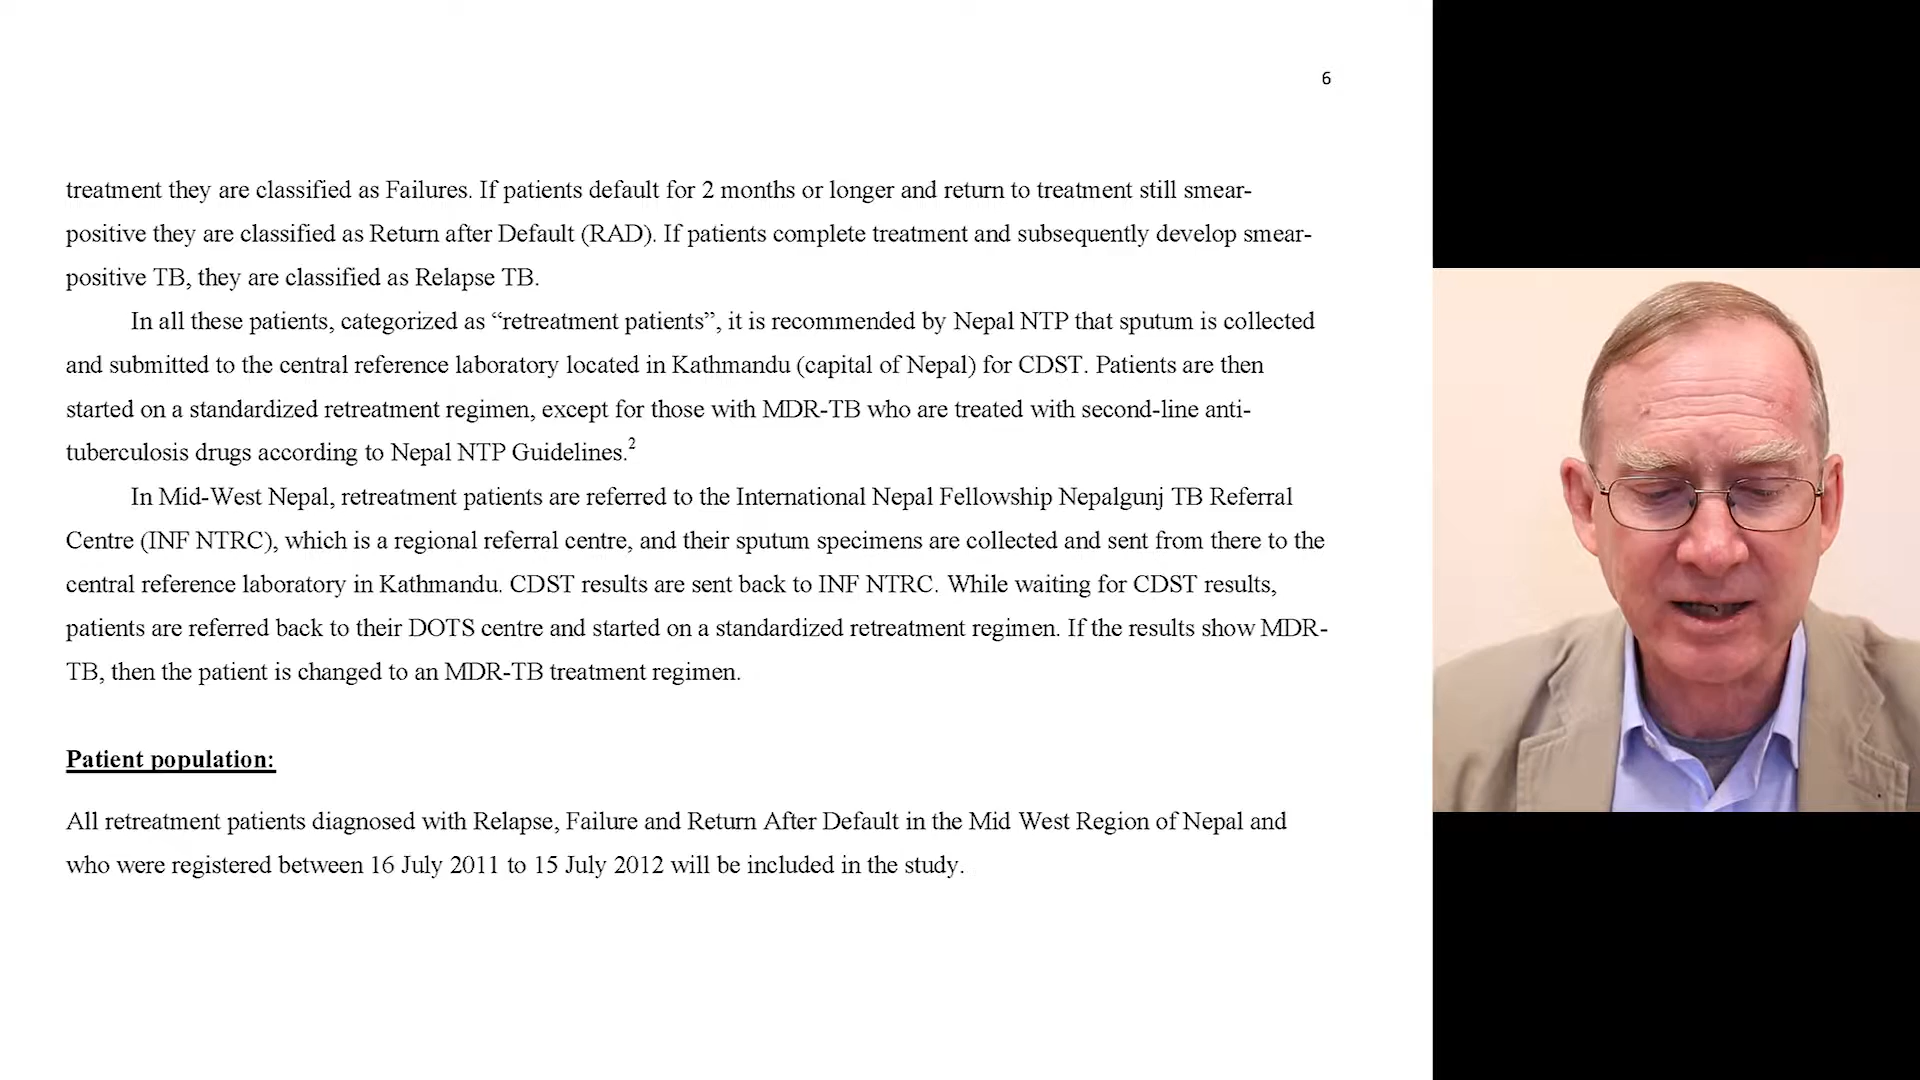 6
treatment they are classified as Failures. If patients default for 2 months or longer and return to treatment still smear-
positive they are classified as Return after Default (RAD). If patients complete treatment and subsequently develop smear-
positive TB, they are classified as Relapse TB.
In all these patients, categorized as “retreatment patients”, it is recommended by Nepal NTP that sputum is collected
and submitted to the central reference laboratory located in Kathmandu (capital of Nepal) for CDST. Patients are then
started on a standardized retreatment regimen, except for those with MDR-TB who are treated with second-line anti-
tuberculosis drugs according to Nepal NTP Guidelines.2
In Mid-West Nepal, retreatment patients are referred to the International Nepal Fellowship Nepalgunj TB Referral
Centre (INF NTRC), which is a regional referral centre, and their sputum specimens are collected and sent from there to the
central reference laboratory in Kathmandu. CDST results are sent back to INF NTRC. While waiting for CDST results,
patients are referred back to their DOTS centre and started on a standardized retreatment regimen. If the results show MDR-
TB, then the patient is changed to an MDR-TB treatment regimen.
Patient population:
All retreatment patients diagnosed with Relapse, Failure and Return After Default in the Mid West Region of Nepal and
who were registered between 16 July 2011 to 15 July 2012 will be included in the study.